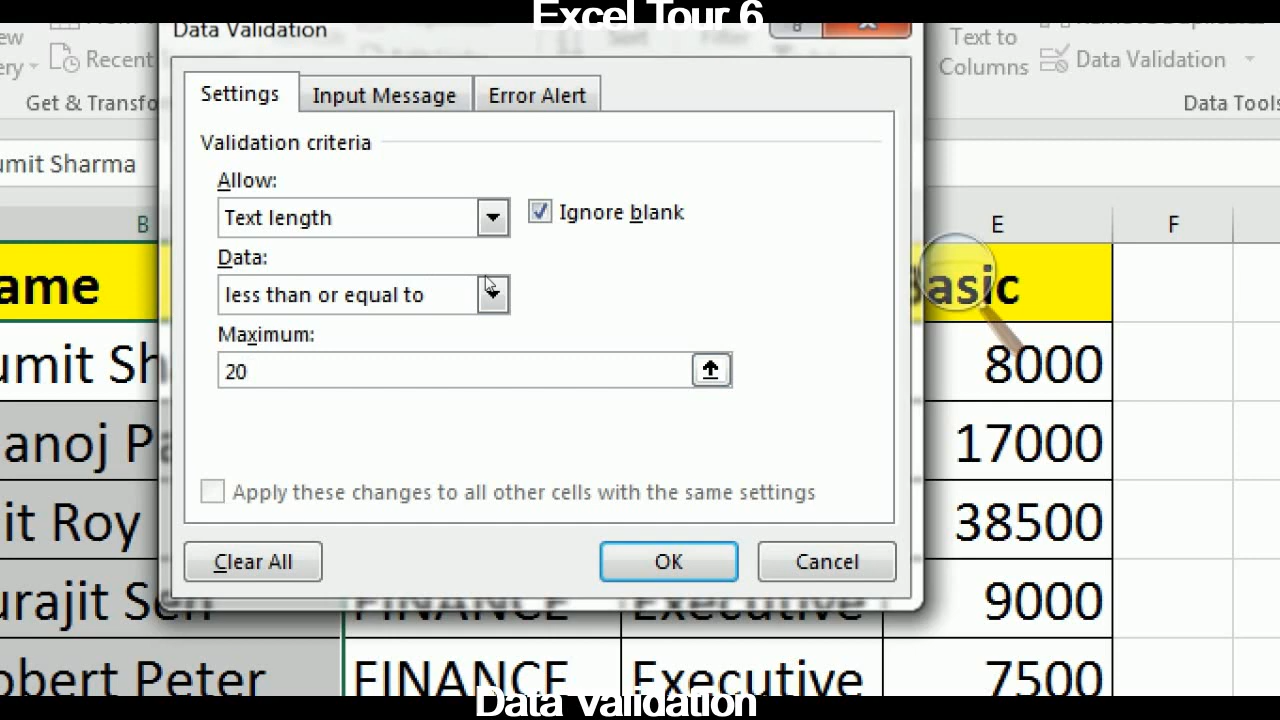 Excel Tour 6
Data Validation
Text to
Columns
Data Validation
Recent
Get & Transfo
Data Tools
Settings
Input Message
Error Alert
Validation criteria
umit Sharma
Allow:
Text length
Ignore blank
B
E
F
Data:
less than or equal to
ame
Basic
Maximum:
20
umit Sh
8000
anoj Pa
17000
Apply these changes to all other cells with the same settings
it Roy
38500
Clear All
OK
Cancel
urajit Sen
FINANCE
Executive
9000
obert Peter
FINANCE
Executive
7500
Data Validation